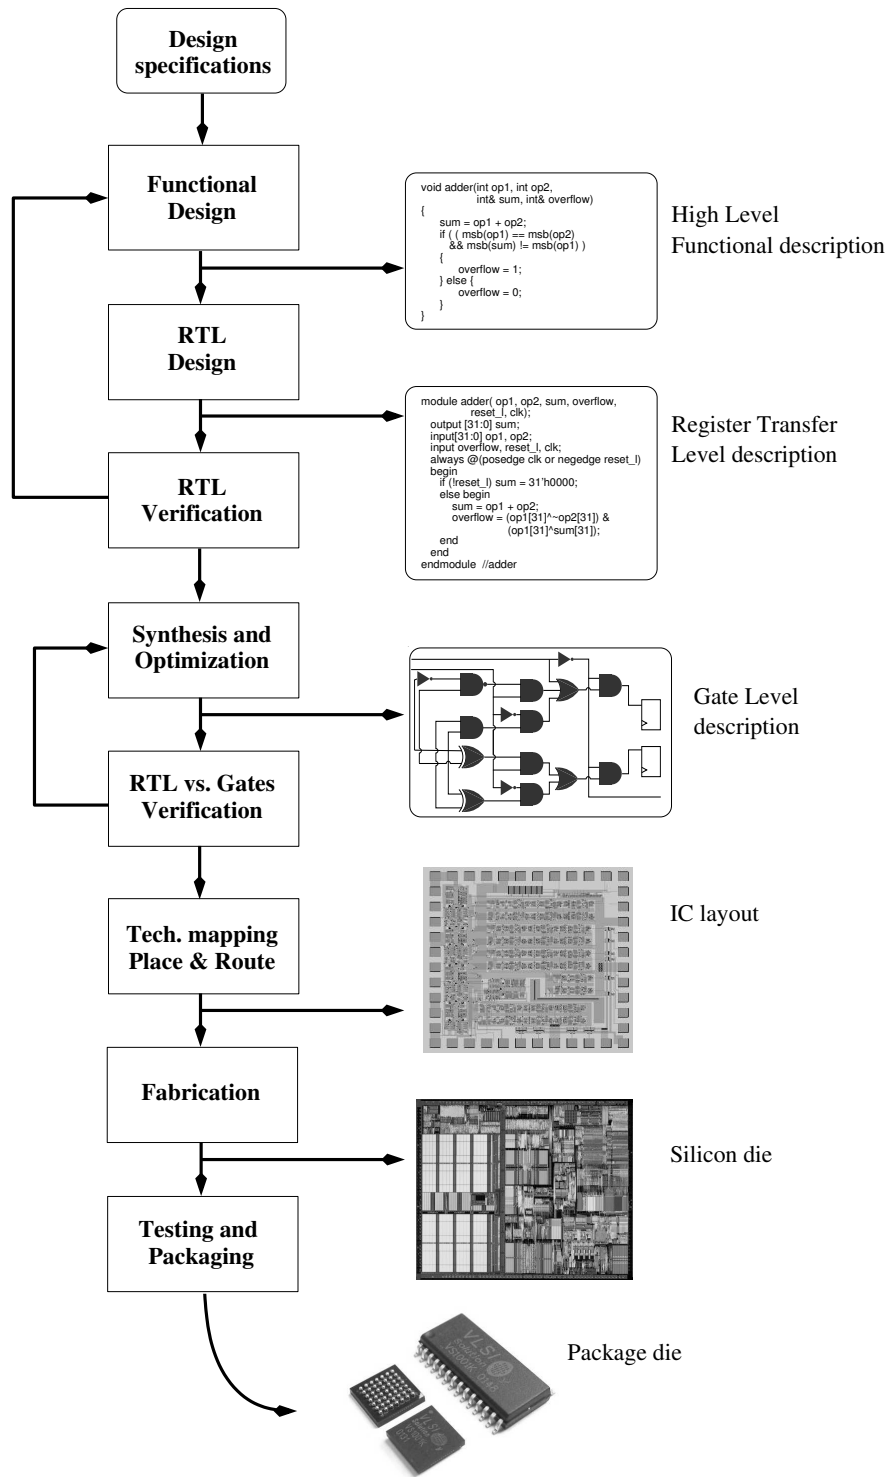 Design
specifications
Functional
Design
void adder(int op1, int op2,
int& sum, int& overflow)
{
sum = op1 + op2;
if ( ( msb(op1) == msb(op2)
&& msb(sum) != msb(op1) )
{
overflow = 1;
} else {
overflow = 0;
}
}
High Level
Functional description
RTL
Design
module adder( op1, op2, sum, overflow,
reset_l, clk);
output [31:0] sum;
input[31:0] op1, op2;
input overflow, reset_l, clk;
always @(posedge clk or negedge reset_l)
begin
if (!reset_l) sum = 31'h0000;
else begin
sum = op1 + op2;
overflow = (op1[31]^~op2[31]) &
(op1[31]^sum[31]);
end
end
endmodule //adder
Register Transfer
Level description
RTL
Verification
Synthesis and
Optimization
Gate Level
description
RTL vs. Gates
Verification
Tech. mapping
Place & Route
IC layout
Fabrication
Silicon die
Testing and
Packaging
Package die
VLSI
Solution
VS1001K
VLSI